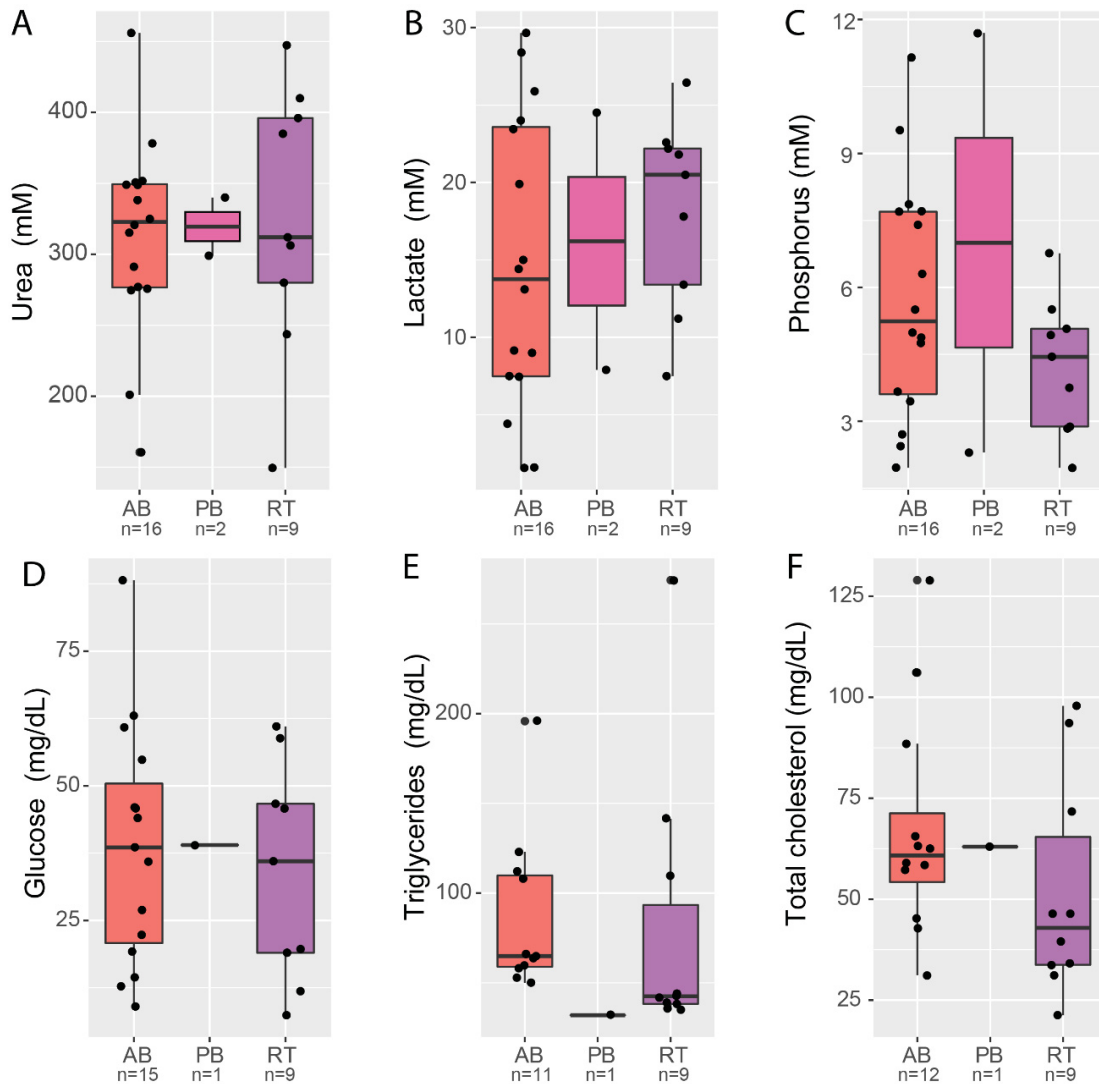 A
Urea (mM)
400
300
200
AB
n=16
PB
n=2
RT
n=9
B
Lactate (mM)
30
20
10
AB
n=16
PB
n=2
RT
n=9
C
Phosphorus (mM)
12
9
6
3
AB
n=16
PB
n=2
RT
n=9
D
Glucose (mg/dL)
75
50
25
AB
n=15
PB
n=1
RT
n=9
E
Triglycerides (mg/dL)
200
100
AB
n=11
PB
n=1
RT
n=9
F
Total cholesterol (mg/dL)
125
100
75
50
25
AB
n=12
PB
n=1
RT
n=9